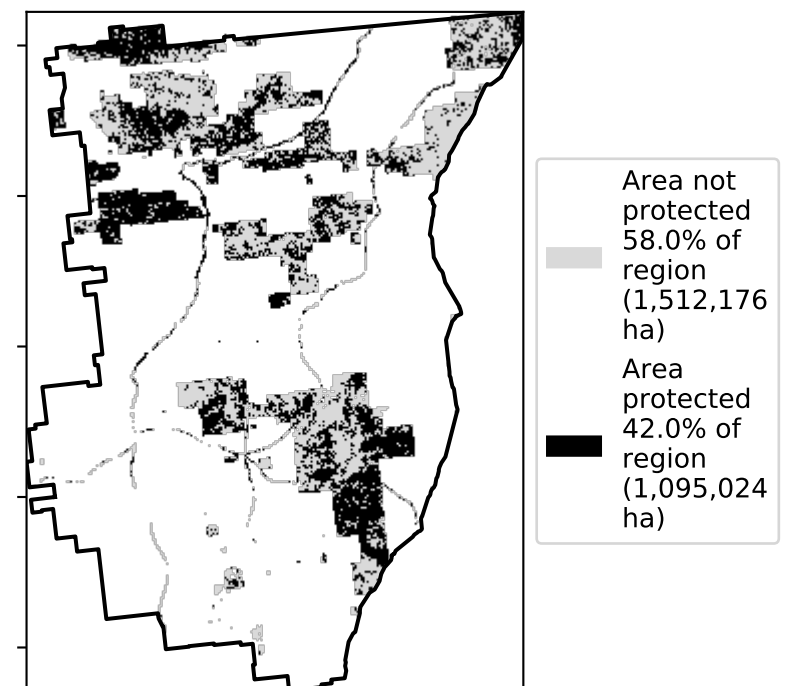 Area not
protected
58.0% of
region
(1,512,176
ha)
Area
protected
42.0% of
region
(1,095,024
ha)